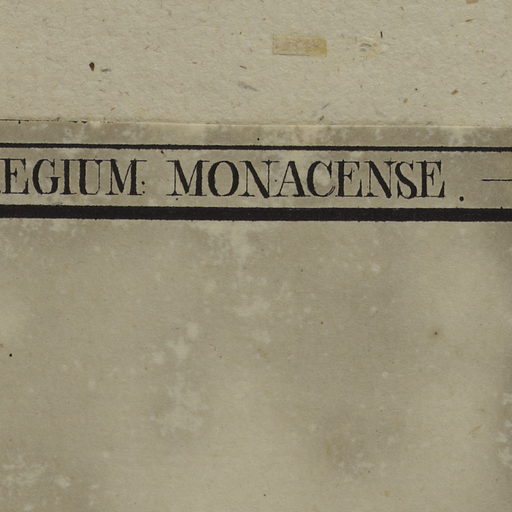 EGIUM MONACENSE. —